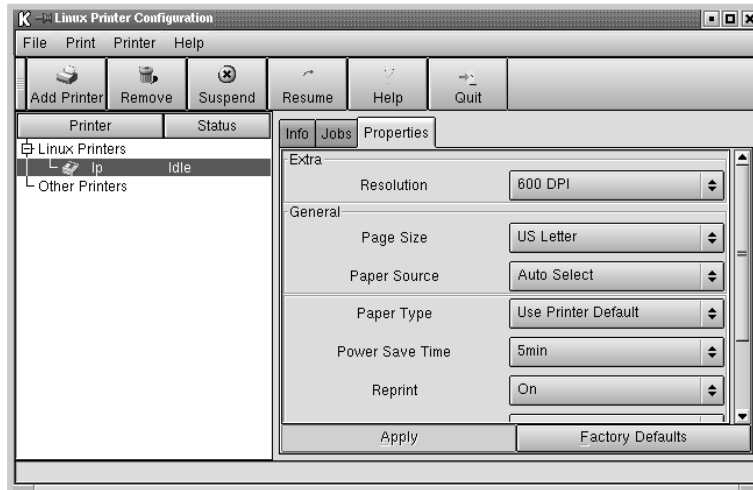 K Linux Printer Configuration
File Print Printer Help
Add Printer Remove Suspend Resume Help Quit
Printer Status
Linux Printers
lp Idle
Other Printers
Info Jobs Properties
Extra
Resolution 600 DPI
General
Page Size US Letter
Paper Source Auto Select
Paper Type Use Printer Default
Power Save Time 5min
Reprint On
Apply Factory Defaults